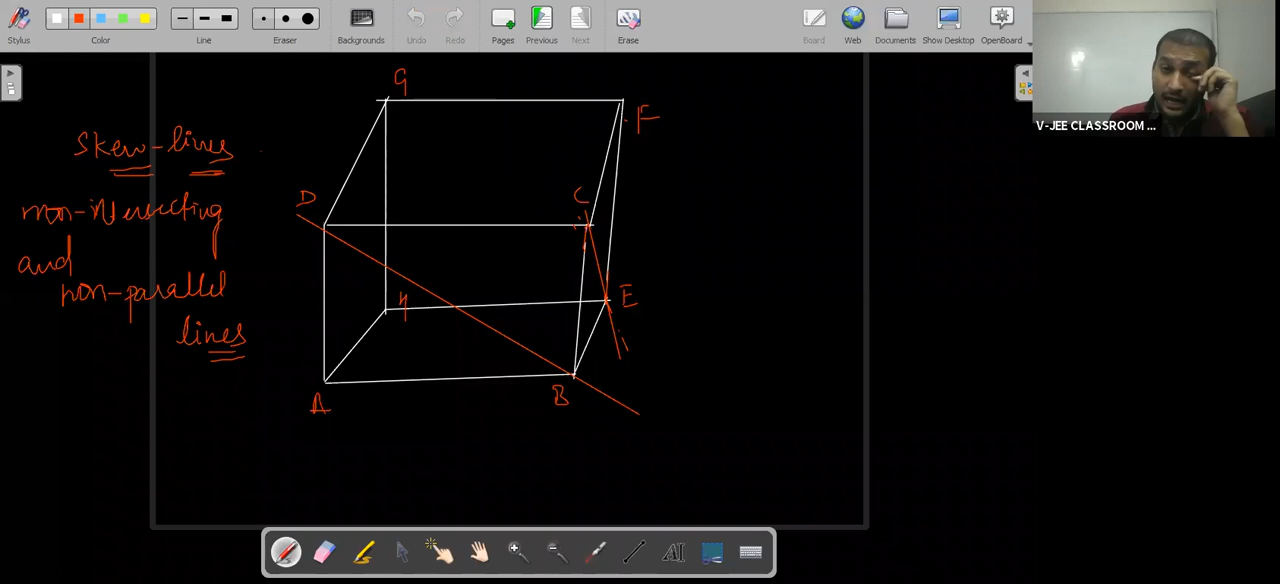 Stylus
Color
Line
Eraser
Backgrounds
Undo
Redo
Pages
Previous
Next
Erase
Board
Web
Documents
Show Desktop
OpenBoard
V-JEE CLASSROOM ...
Skew-lines
non-intersecting
and
non-parallel
lines
G
F
D
C
H
E
A
B
AI